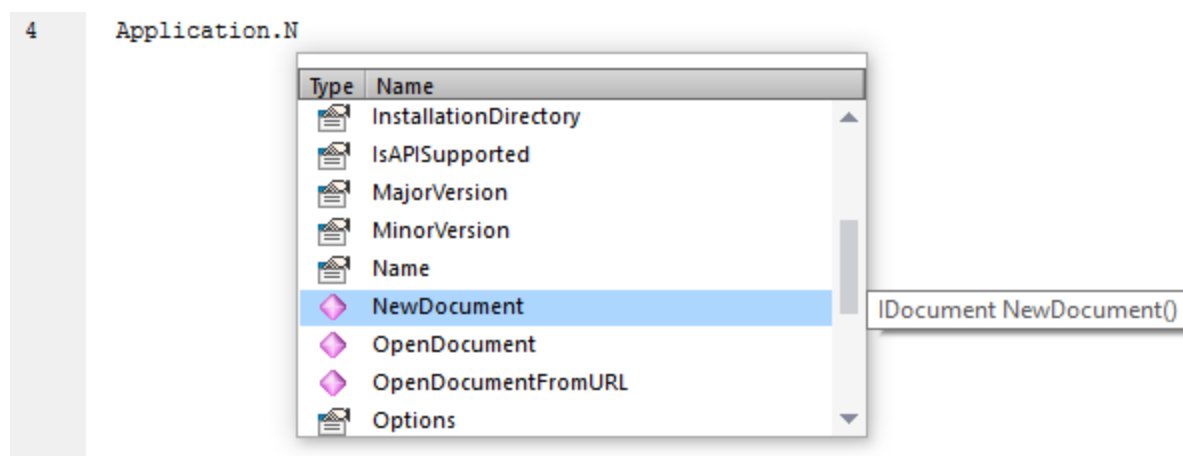 4 Application.N
Type Name
InstallationDirectory
IsAPISupported
MajorVersion
MinorVersion
Name
NewDocument
IDocument NewDocument()
OpenDocument
OpenDocumentFromURL
Options